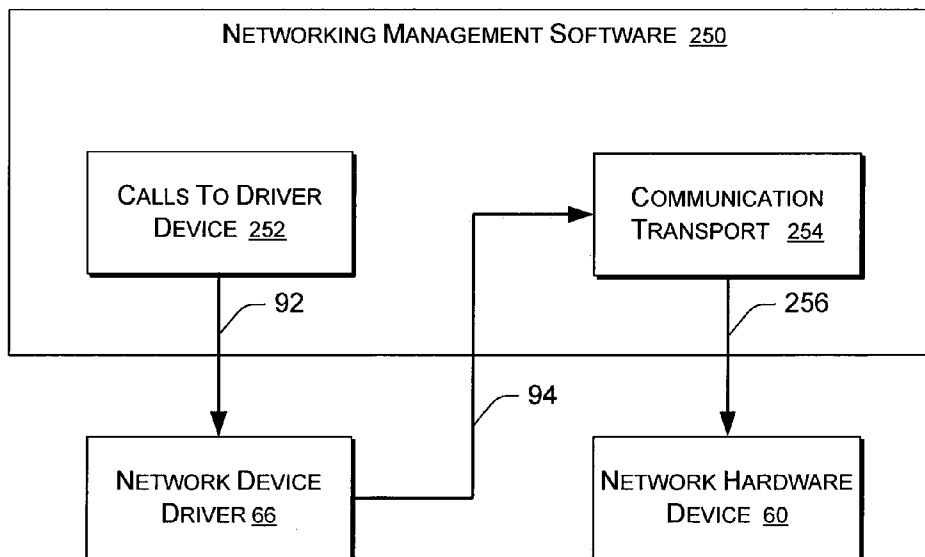 NETWORKING MANAGEMENT SOFTWARE 250
CALLS TO DRIVER
DEVICE 252
COMMUNICATION
TRANSPORT 254
92
256
94
NETWORK DEVICE
DRIVER 66
NETWORK HARDWARE
DEVICE 60